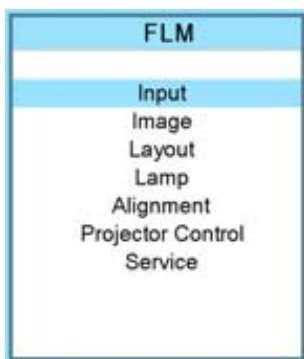 FLM
Input
Image
Layout
Lamp
Alignment
Projector Control
Service